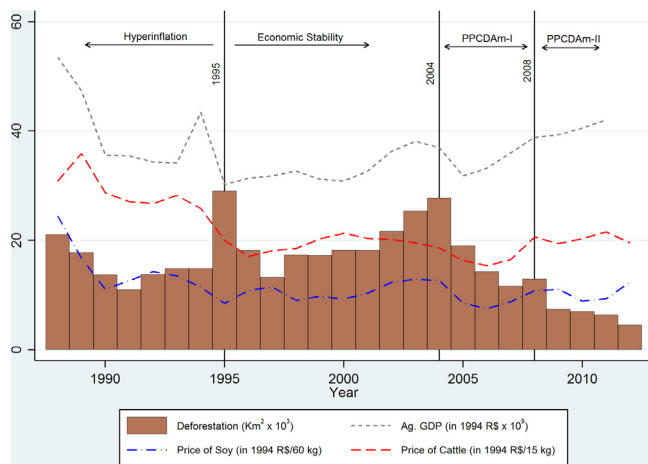 60
40
20
0
Hyperinflation
Economic Stability
PPCDAm-I
PPCDAm-II
1995
2004
2008
1990
1995
2000
2005
2010
Year
Deforestation (Km² x 10³)
Ag. GDP (in 1994 R$ x 10⁹)
Price of Soy (in 1994 R$/60 kg)
Price of Cattle (in 1994 R$/15 kg)